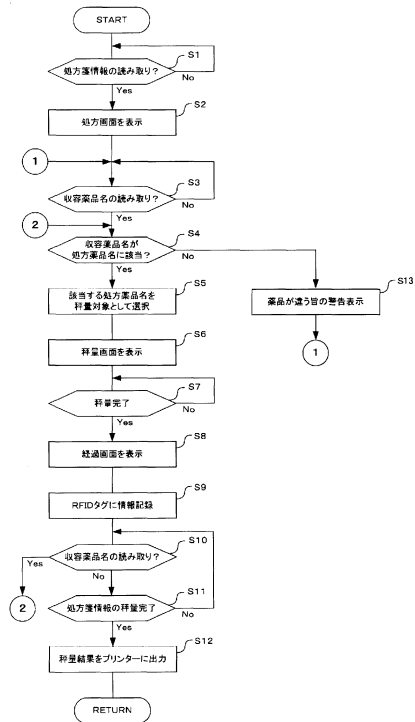 START
S1
処方箋情報の読み取り?
No
Yes
S2
処方画面を表示
1
S3
収容薬品名の読み取り?
No
Yes
2
S4
収容薬品名が
処方薬品名に該当?
No
Yes
S5
該当する処方薬品名を
秤量対象として選択
S13
薬品が違う旨の警告表示
1
S6
秤量画面を表示
S7
秤量完了
No
Yes
S8
経過画面を表示
S9
RFIDタグに情報記録
S10
収容薬品名の読み取り?
Yes
No
2
S11
処方箋情報の秤量完了
No
Yes
S12
秤量結果をプリンターに出力
RETURN